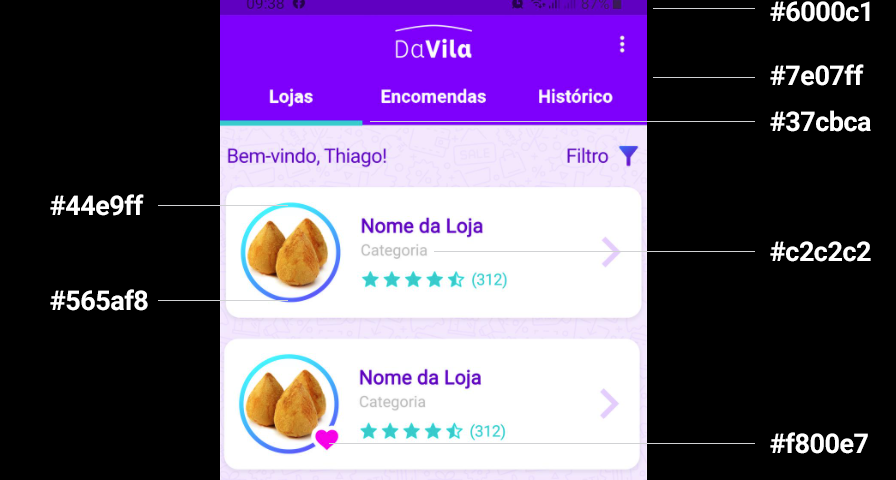 09:38
87%
#6000c1
DaVila
#7e07ff
Lojas Encomendas Histórico
#37cbca
Bem-vindo, Thiago! Filtro
#44e9ff
Nome da Loja
Categoria
#c2c2c2
(312)
#565af8
Nome da Loja
Categoria
(312)
#f800e7